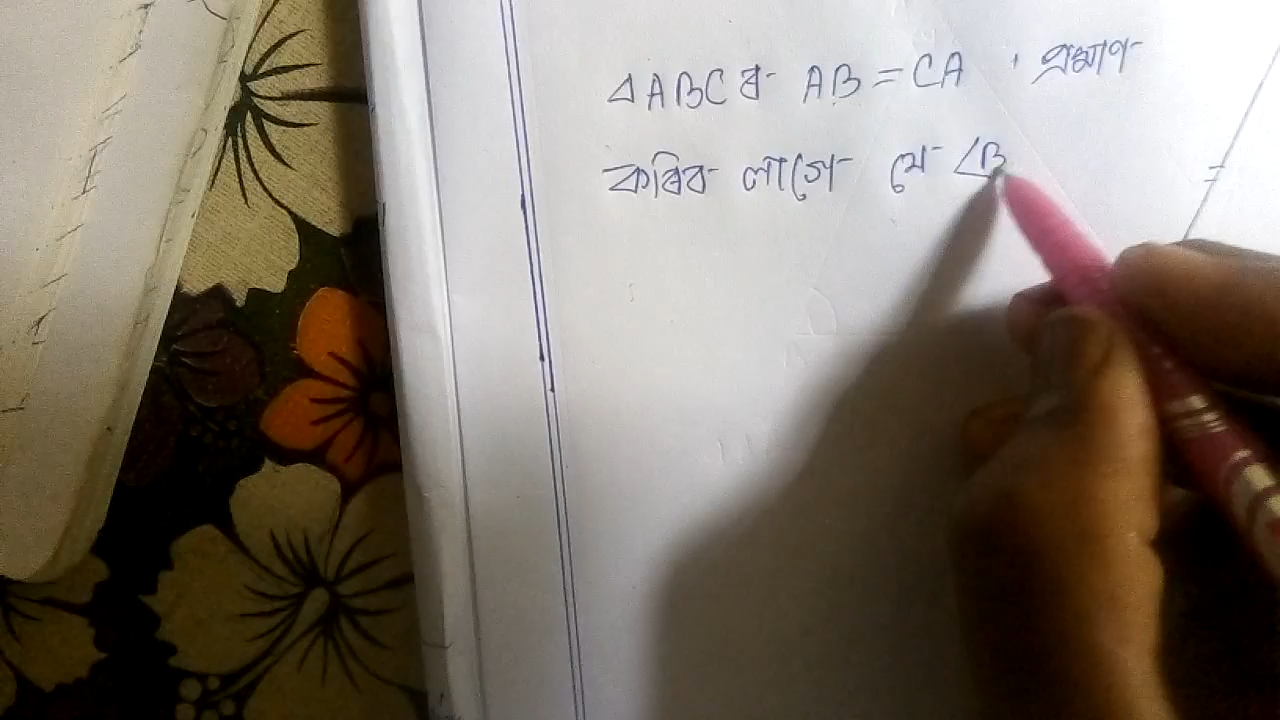 △ABC ৰ AB = CA . প্ৰমাণ
কৰিব লাগে যে ∠B